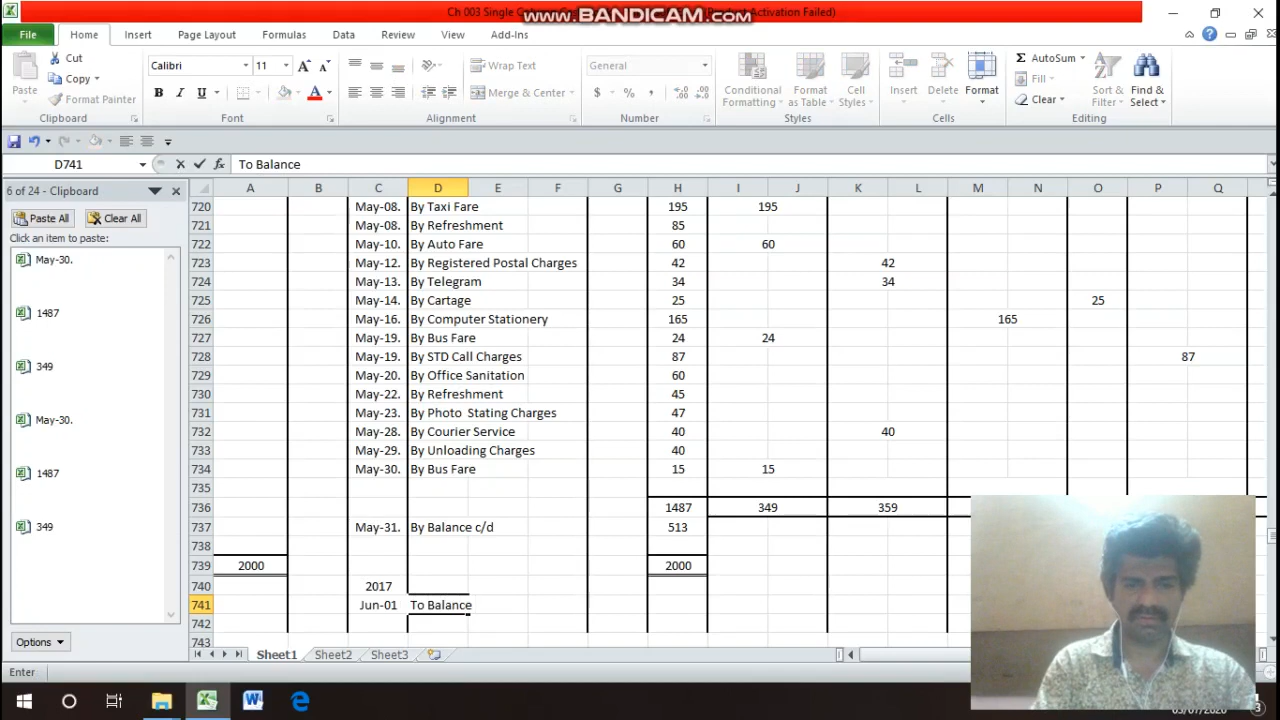 Ch 003 Single Col
Activation Failed)
www.BANDICAM.com
File Home Insert Page Layout Formulas Data Review View Add-Ins
Paste
Cut
Copy
Format Painter
Clipboard
Calibri 11
B I U
Font
Wrap Text
Merge & Center
Alignment
General
$ % ,
Number
Conditional Formatting
Format as Table
Cell Styles
Styles
Insert Delete Format
Cells
Σ AutoSum
Fill
Clear
Sort & Filter
Find & Select
Editing
D741 fx To Balance
6 of 24 - Clipboard
Paste All Clear All
Click an item to paste:
May-30.
1487
349
May-30.
1487
349
Options
A B C D E F G H I J K L M N O P Q
720 May-08. By Taxi Fare 195 195
721 May-08. By Refreshment 85
722 May-10. By Auto Fare 60 60
723 May-12. By Registered Postal Charges 42 42
724 May-13. By Telegram 34 34
725 May-14. By Cartage 25 25
726 May-16. By Computer Stationery 165 165
727 May-19. By Bus Fare 24 24
728 May-19. By STD Call Charges 87 87
729 May-20. By Office Sanitation 60
730 May-22. By Refreshment 45
731 May-23. By Photo Stating Charges 47
732 May-28. By Courier Service 40 40
733 May-29. By Unloading Charges 40
734 May-30. By Bus Fare 15 15
735
736 1487 349 359
737 May-31. By Balance c/d 513
738
739 2000 2000
740 2017
741 Jun-01 To Balance
742
743
Sheet1 Sheet2 Sheet3
Enter